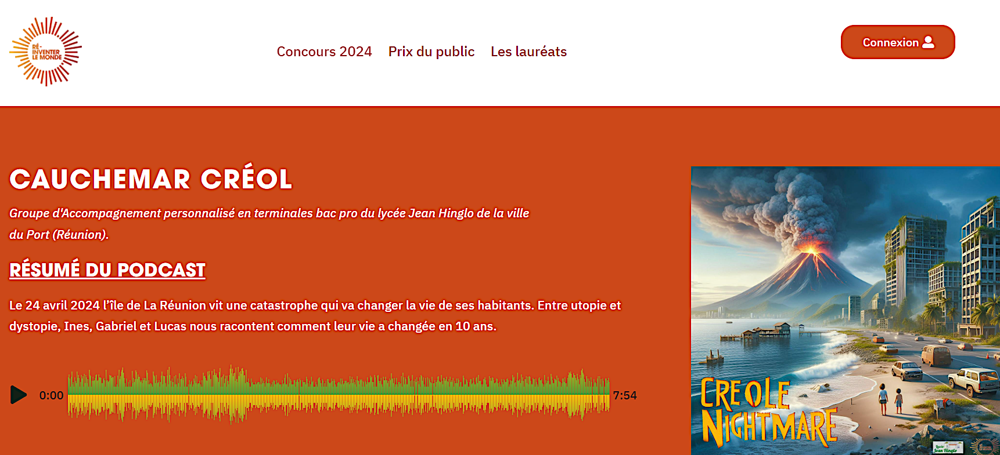 RÉ-
INVENTER
LE MONDE
Concours 2024 Prix du public Les lauréats
Connexion
CAUCHEMAR CRÉOL
Groupe d'Accompagnement personnalisé en terminales bac pro du lycée Jean Hinglo de la ville
du Port (Réunion).
RÉSUMÉ DU PODCAST
Le 24 avril 2024 l’île de La Réunion vit une catastrophe qui va changer la vie de ses habitants. Entre utopie et
dystopie, Ines, Gabriel et Lucas nous racontent comment leur vie a changée en 10 ans.
0:00 7:54
CREOLE
NIGHTMARE
Lycée
Jean Hinglo